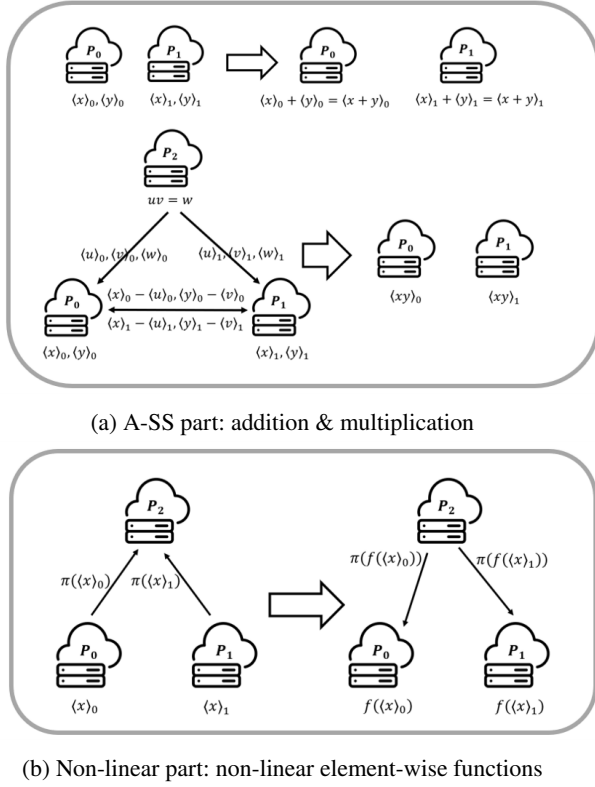 P₀ P₁ P₀ P₁
⟨x⟩₀, ⟨y⟩₀ ⟨x⟩₁, ⟨y⟩₁ ⟨x⟩₀ + ⟨y⟩₀ = ⟨x + y⟩₀ ⟨x⟩₁ + ⟨y⟩₁ = ⟨x + y⟩₁
P₂
uv = w
⟨u⟩₀, ⟨v⟩₀, ⟨w⟩₀ ⟨u⟩₁, ⟨v⟩₁, ⟨w⟩₁
P₀ P₁
⟨xy⟩₀ ⟨xy⟩₁
P₀ ⟨x⟩₀ − ⟨u⟩₀, ⟨y⟩₀ − ⟨v⟩₀ P₁
⟨x⟩₁ − ⟨u⟩₁, ⟨y⟩₁ − ⟨v⟩₁
⟨x⟩₀, ⟨y⟩₀ ⟨x⟩₁, ⟨y⟩₁
(a) A-SS part: addition & multiplication
P₂ P₂
π(⟨x⟩₀) π(⟨x⟩₁) π(f(⟨x⟩₀)) π(f(⟨x⟩₁))
P₀ P₁ P₀ P₁
⟨x⟩₀ ⟨x⟩₁ f(⟨x⟩₀) f(⟨x⟩₁)
(b) Non-linear part: non-linear element-wise functions